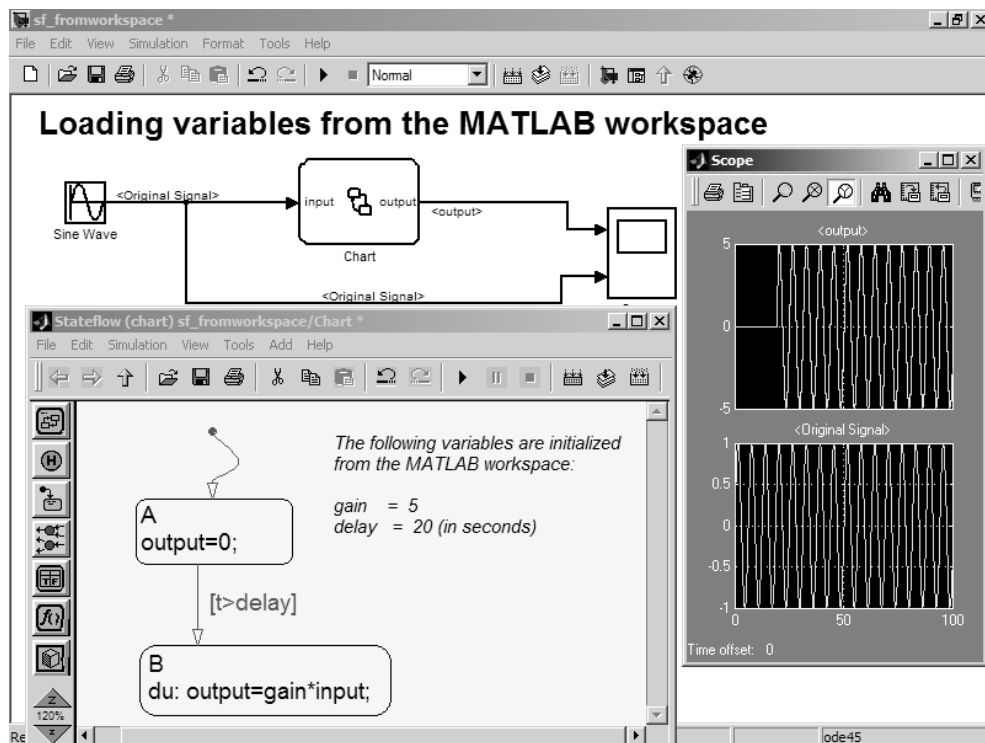 sf_fromworkspace *
File Edit View Simulation Format Tools Help
Normal
Loading variables from the MATLAB workspace
<Original Signal>
Sine Wave
input
output
Chart
<output>
<Original Signal>
Scope
<output>
5
0
-5
<Original Signal>
1
0.5
0
-0.5
-1
0 50 100
Time offset: 0
Stateflow (chart) sf_fromworkspace/Chart *
File Edit Simulation View Tools Add Help
The following variables are initialized
from the MATLAB workspace:
gain = 5
delay = 20 (in seconds)
A
output=0;
[t>delay]
B
du: output=gain*input;
H
TF
f()
Z
120%
z
Re
ode45